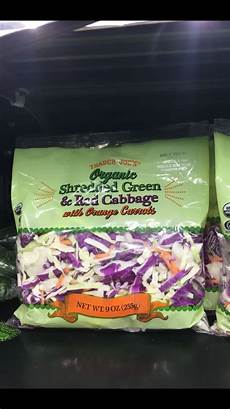 TRADER JOE'S
Organic
Shredded Green
& Red Cabbage
with Orange Carrots
NET WT. 9 OZ (255g)